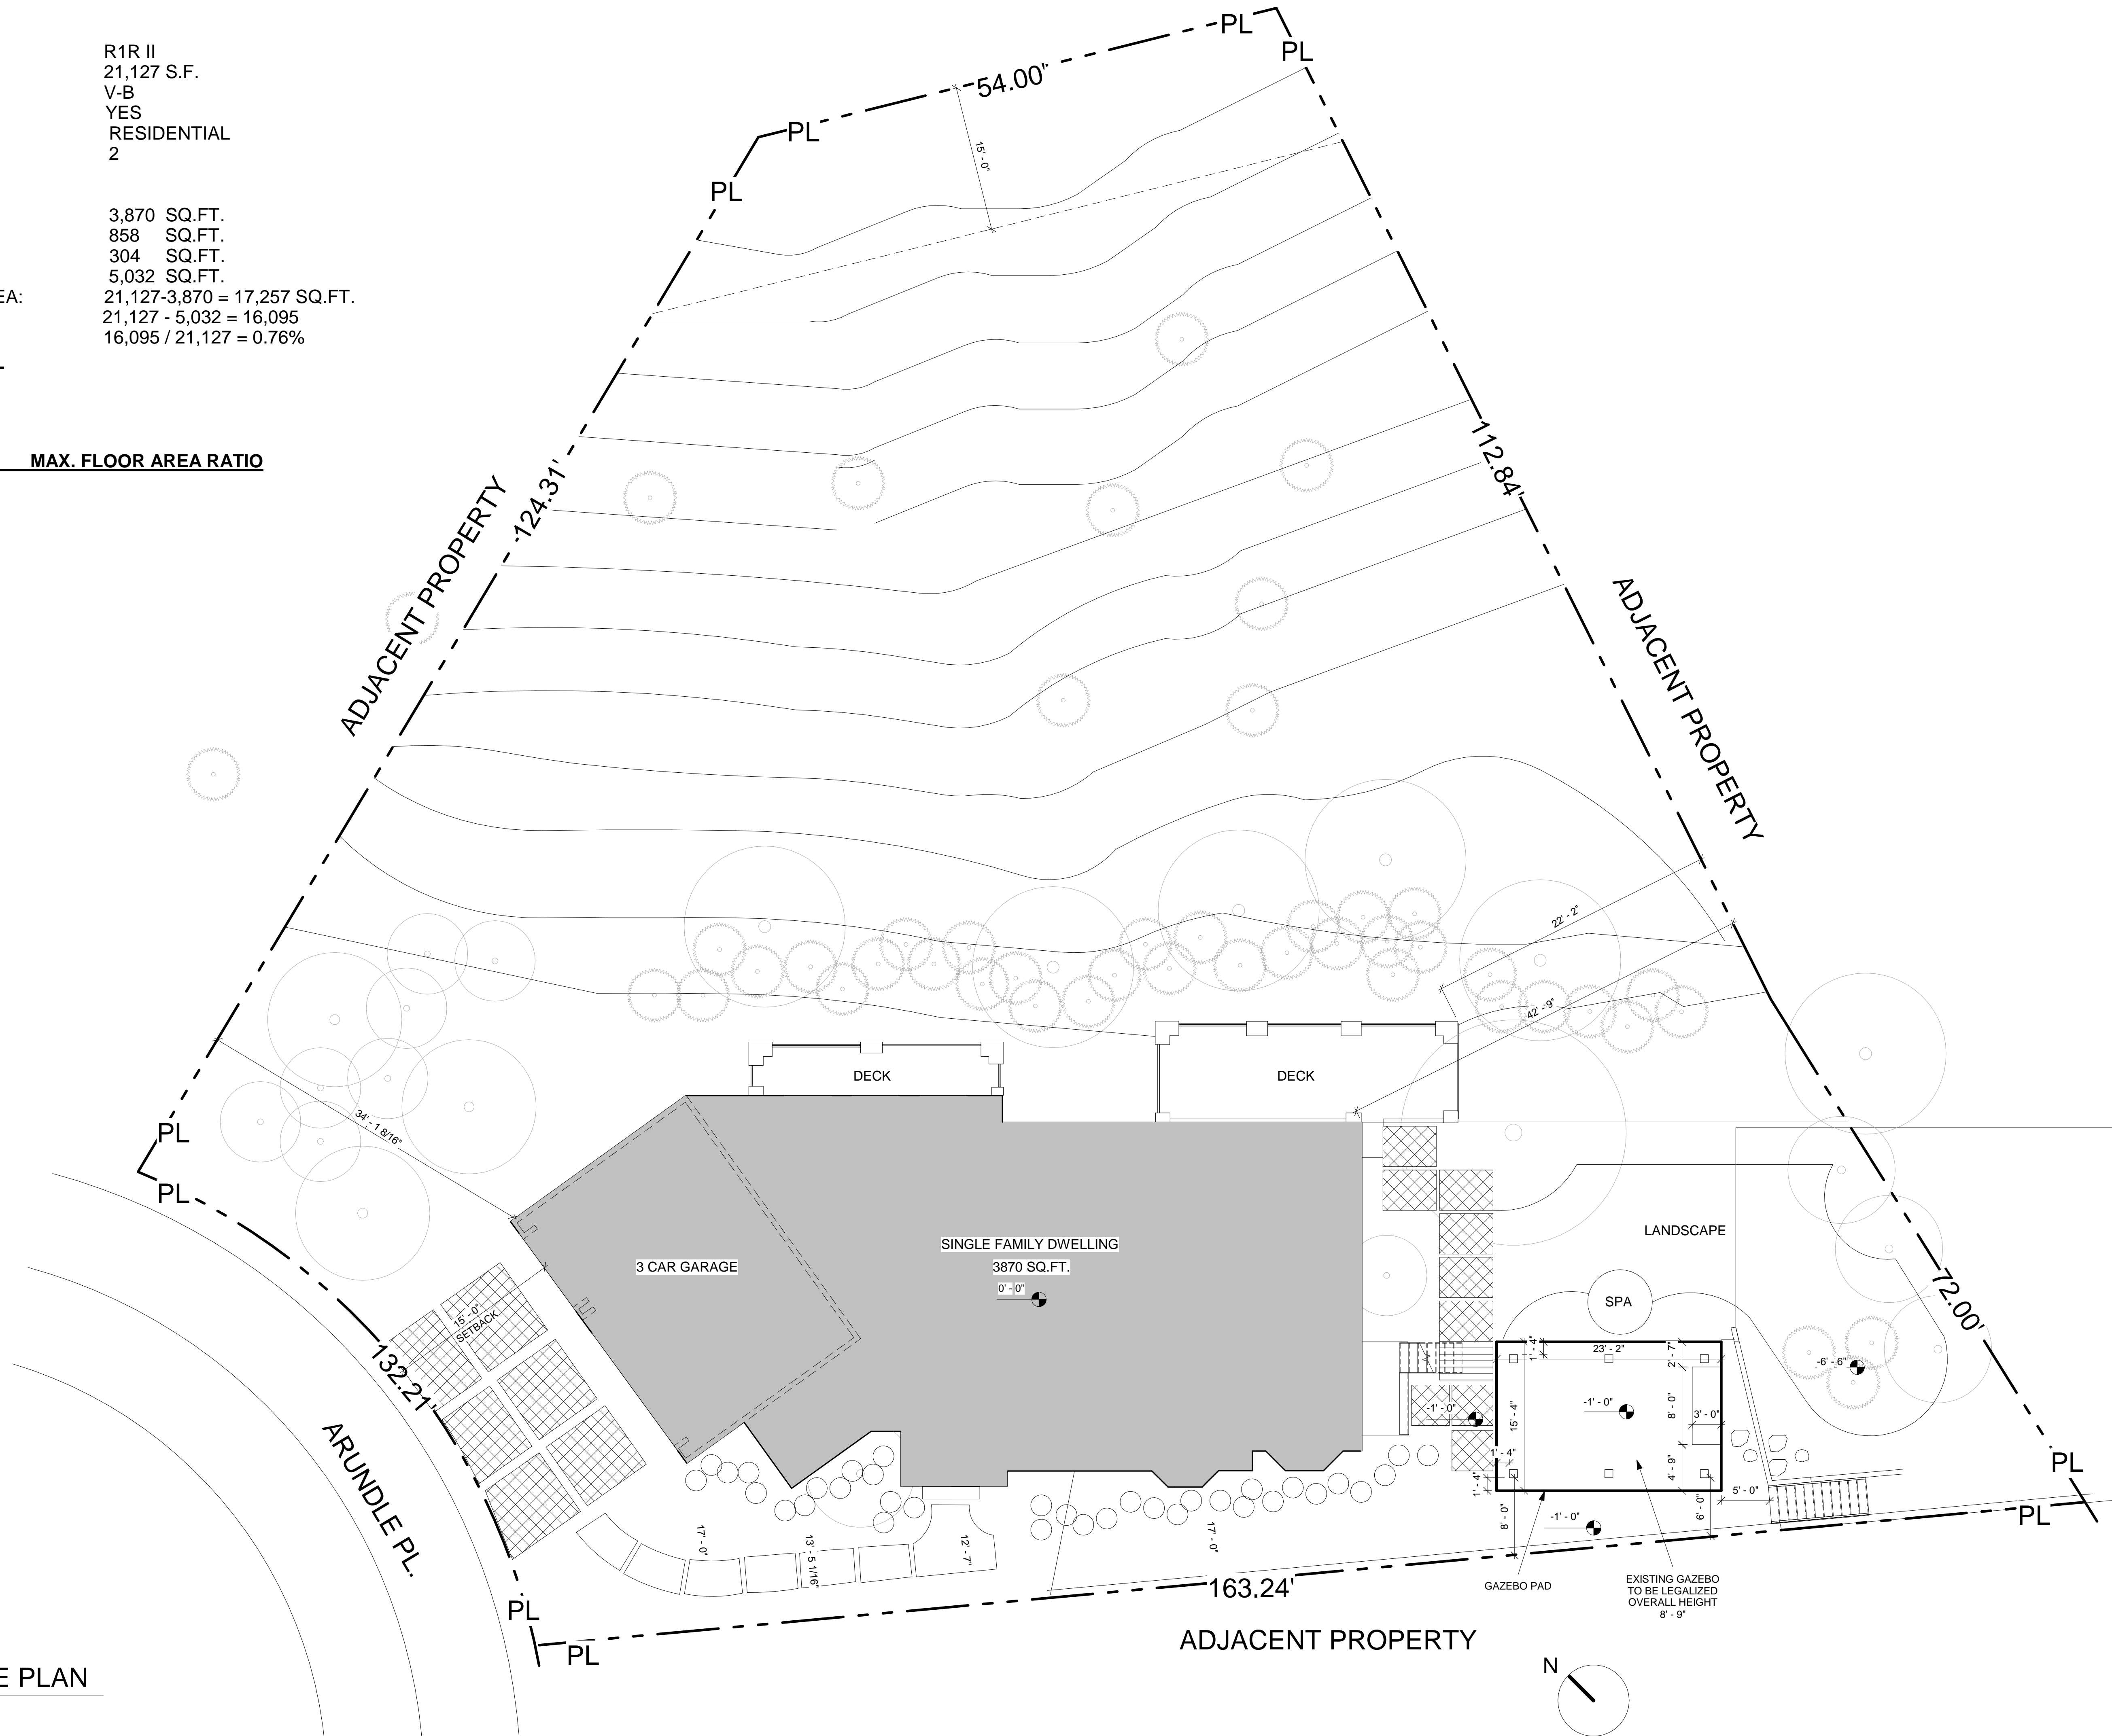 R1R II
21,127 S.F.
V-B
YES
RESIDENTIAL
2
3,870 SQ.FT.
858 SQ.FT.
304 SQ.FT.
5,032 SQ.FT.
EA: 21,127-3,870 = 17,257 SQ.FT.
21,127 - 5,032 = 16,095
16,095 / 21,127 = 0.76%
MAX. FLOOR AREA RATIO
PL
PL
54.00'
PL
PL
15' - 0"
112.84'
124.31'
ADJACENT PROPERTY
ADJACENT PROPERTY
22' - 2"
42' - 9"
DECK
DECK
34' - 1 8/16"
PL
PL
LANDSCAPE
SINGLE FAMILY DWELLING
3870 SQ.FT.
0' - 0"
3 CAR GARAGE
SPA
72.00'
15' - 0"
SETBACK
132.21'
1' - 4"
23' - 2"
2' - 7"
-6' - 6"
-1' - 0"
15' - 4"
-1' - 0"
8' - 0"
3' - 0"
1' - 4"
4' - 9"
1' - 4"
5' - 0"
PL
PL
ARUNDLE PL.
8' - 0"
-1' - 0"
6' - 0"
17' - 0"
13' - 5 1/16"
12' - 7"
17' - 0"
163.24'
GAZEBO PAD
EXISTING GAZEBO
TO BE LEGALIZED
OVERALL HEIGHT
8' - 9"
PL
PL
ADJACENT PROPERTY
N
E PLAN